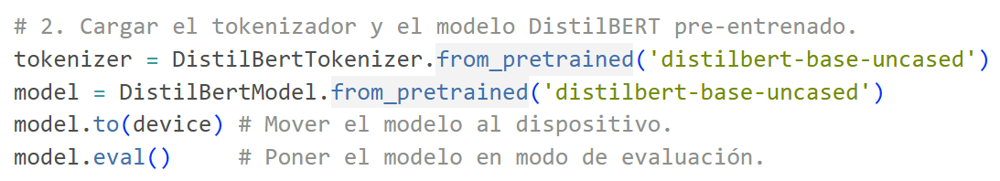 # 2. Cargar el tokenizador y el modelo DistilBERT pre-entrenado.
tokenizer = DistilBertTokenizer.from_pretrained('distilbert-base-uncased')
model = DistilBertModel.from_pretrained('distilbert-base-uncased')
model.to(device) # Mover el modelo al dispositivo.
model.eval()     # Poner el modelo en modo de evaluación.